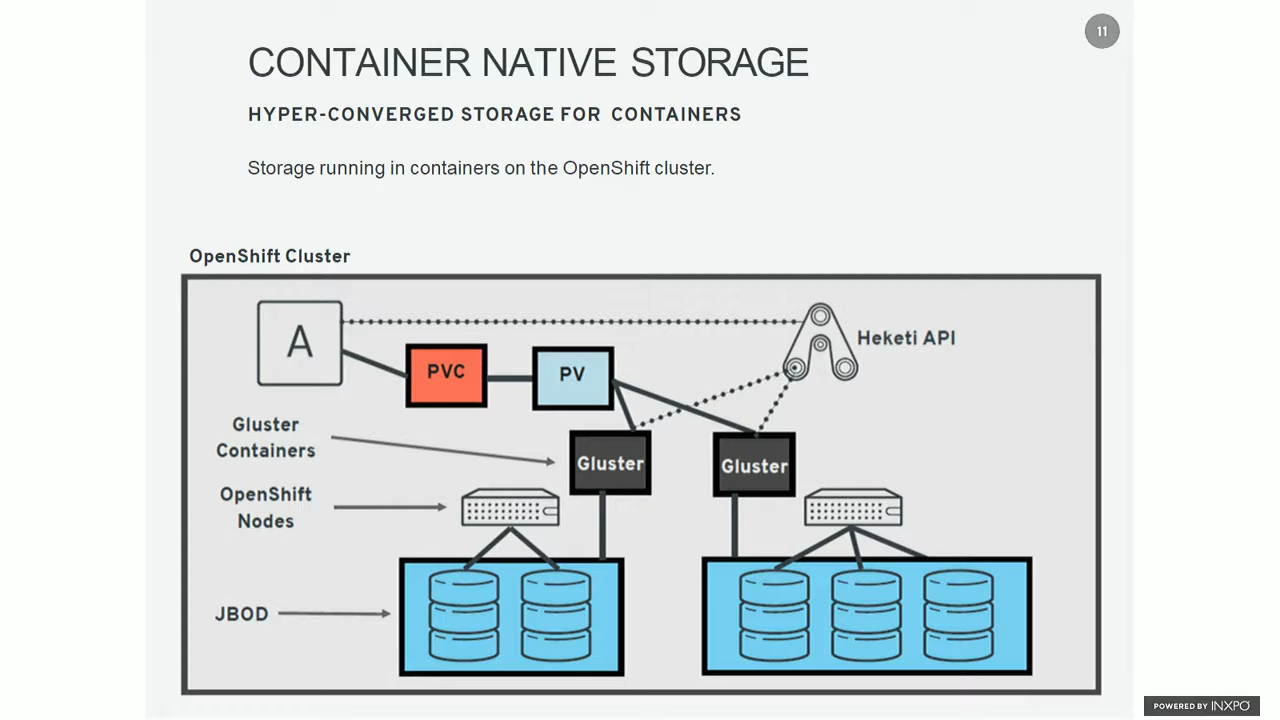 11
CONTAINER NATIVE STORAGE
HYPER-CONVERGED STORAGE FOR CONTAINERS
Storage running in containers on the OpenShift cluster.
OpenShift Cluster
A
Heketi API
PVC
PV
Gluster
Containers
Gluster
Gluster
OpenShift
Nodes
JBOD
POWERED BY INXPO